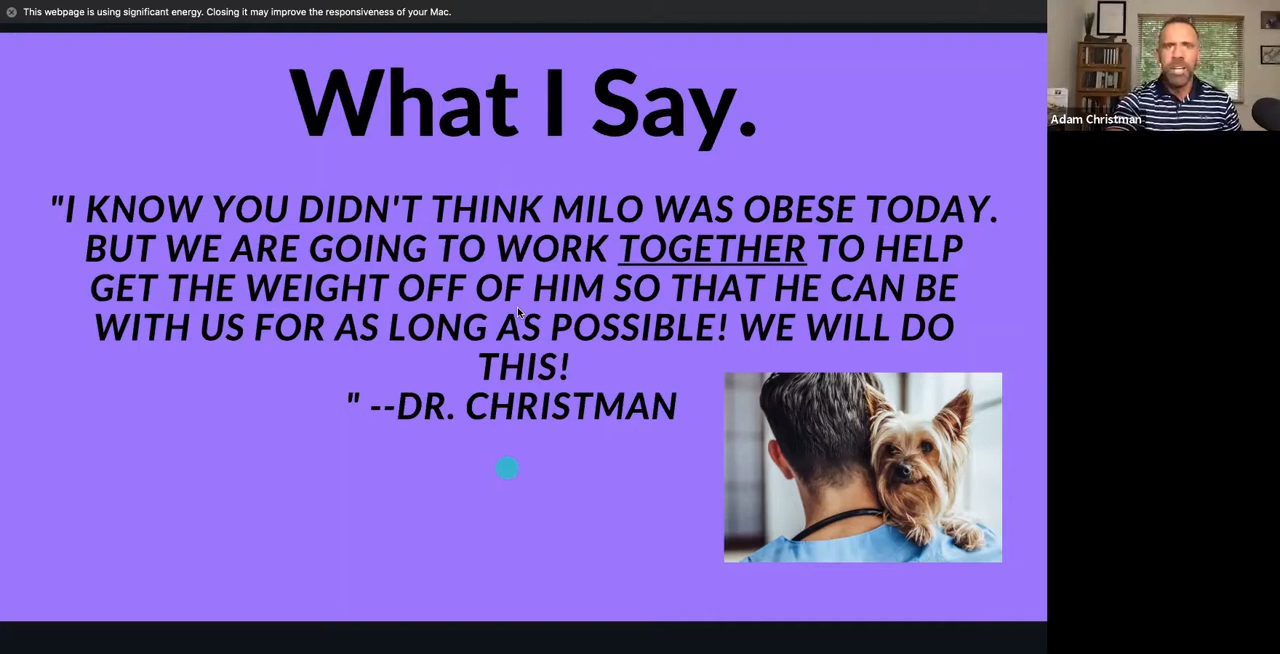 This webpage is using significant energy. Closing it may improve the responsiveness of your Mac.
What I Say.
"I KNOW YOU DIDN'T THINK MILO WAS OBESE TODAY.
BUT WE ARE GOING TO WORK TOGETHER TO HELP
GET THE WEIGHT OFF OF HIM SO THAT HE CAN BE
WITH US FOR AS LONG AS POSSIBLE! WE WILL DO
THIS!
" --DR. CHRISTMAN
Adam Christman